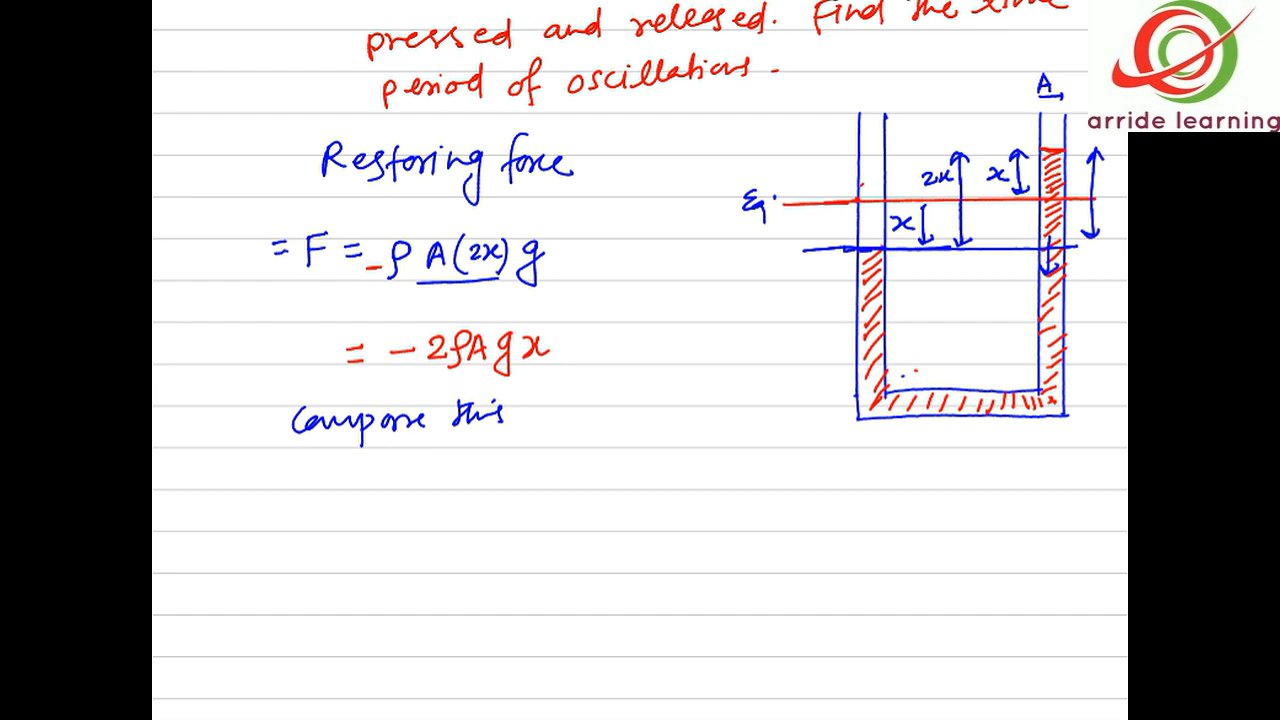 pressed and released. Find the time
period of oscillations.
A
arride learning
Restoring force
2x x
Eq.
x
= F = -ρ A(2x) g
= - 2ρAgx
Compare this